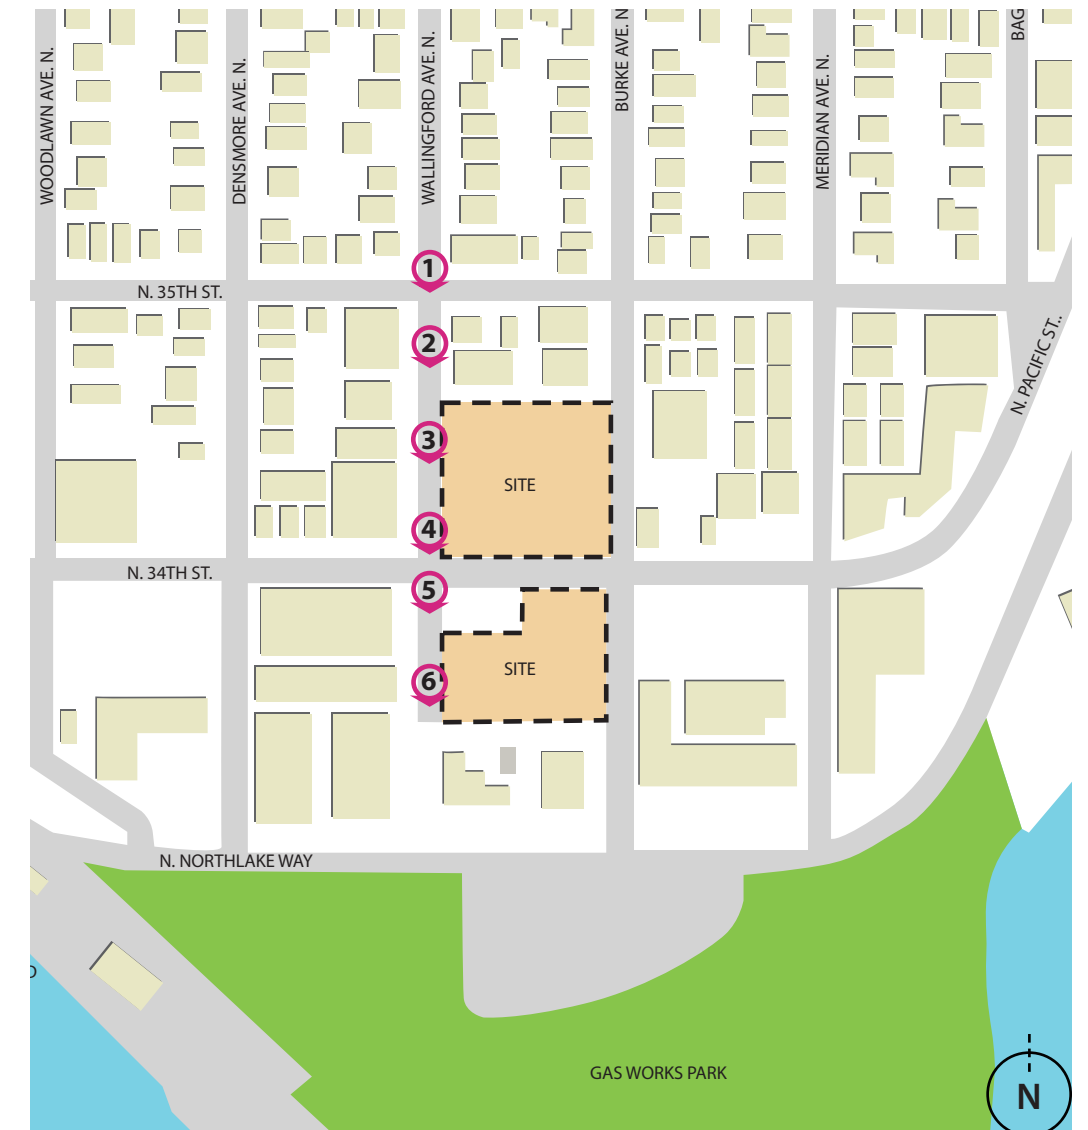 WOODLAWN AVE. N.
DENSMORE AVE. N.
WALLINGFORD AVE. N.
BURKE AVE. N
MERIDIAN AVE. N.
BAG
1
N. 35TH ST.
2
N. PACIFIC ST..
3
SITE
4
N. 34TH ST.
5
SITE
6
N. NORTHLAKE WAY
GAS WORKS PARK
N